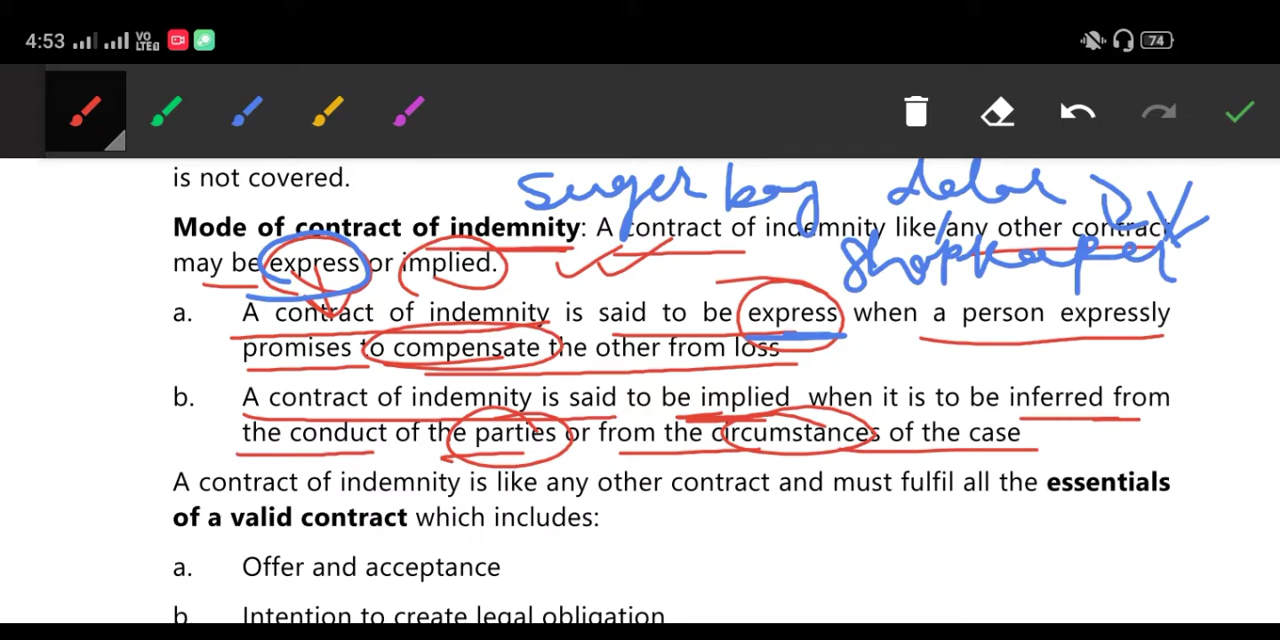 4:53 VO LTE1 74
is not covered.
suger bag delar
Mode of contract of indemnity: A contract of indemnity like any other contract
shopkeeper
may be express or implied.
a. A contract of indemnity is said to be express when a person expressly
promises to compensate the other from loss
b. A contract of indemnity is said to be implied when it is to be inferred from
the conduct of the parties or from the circumstances of the case
A contract of indemnity is like any other contract and must fulfil all the essentials
of a valid contract which includes:
a. Offer and acceptance
b Intention to create legal obligation